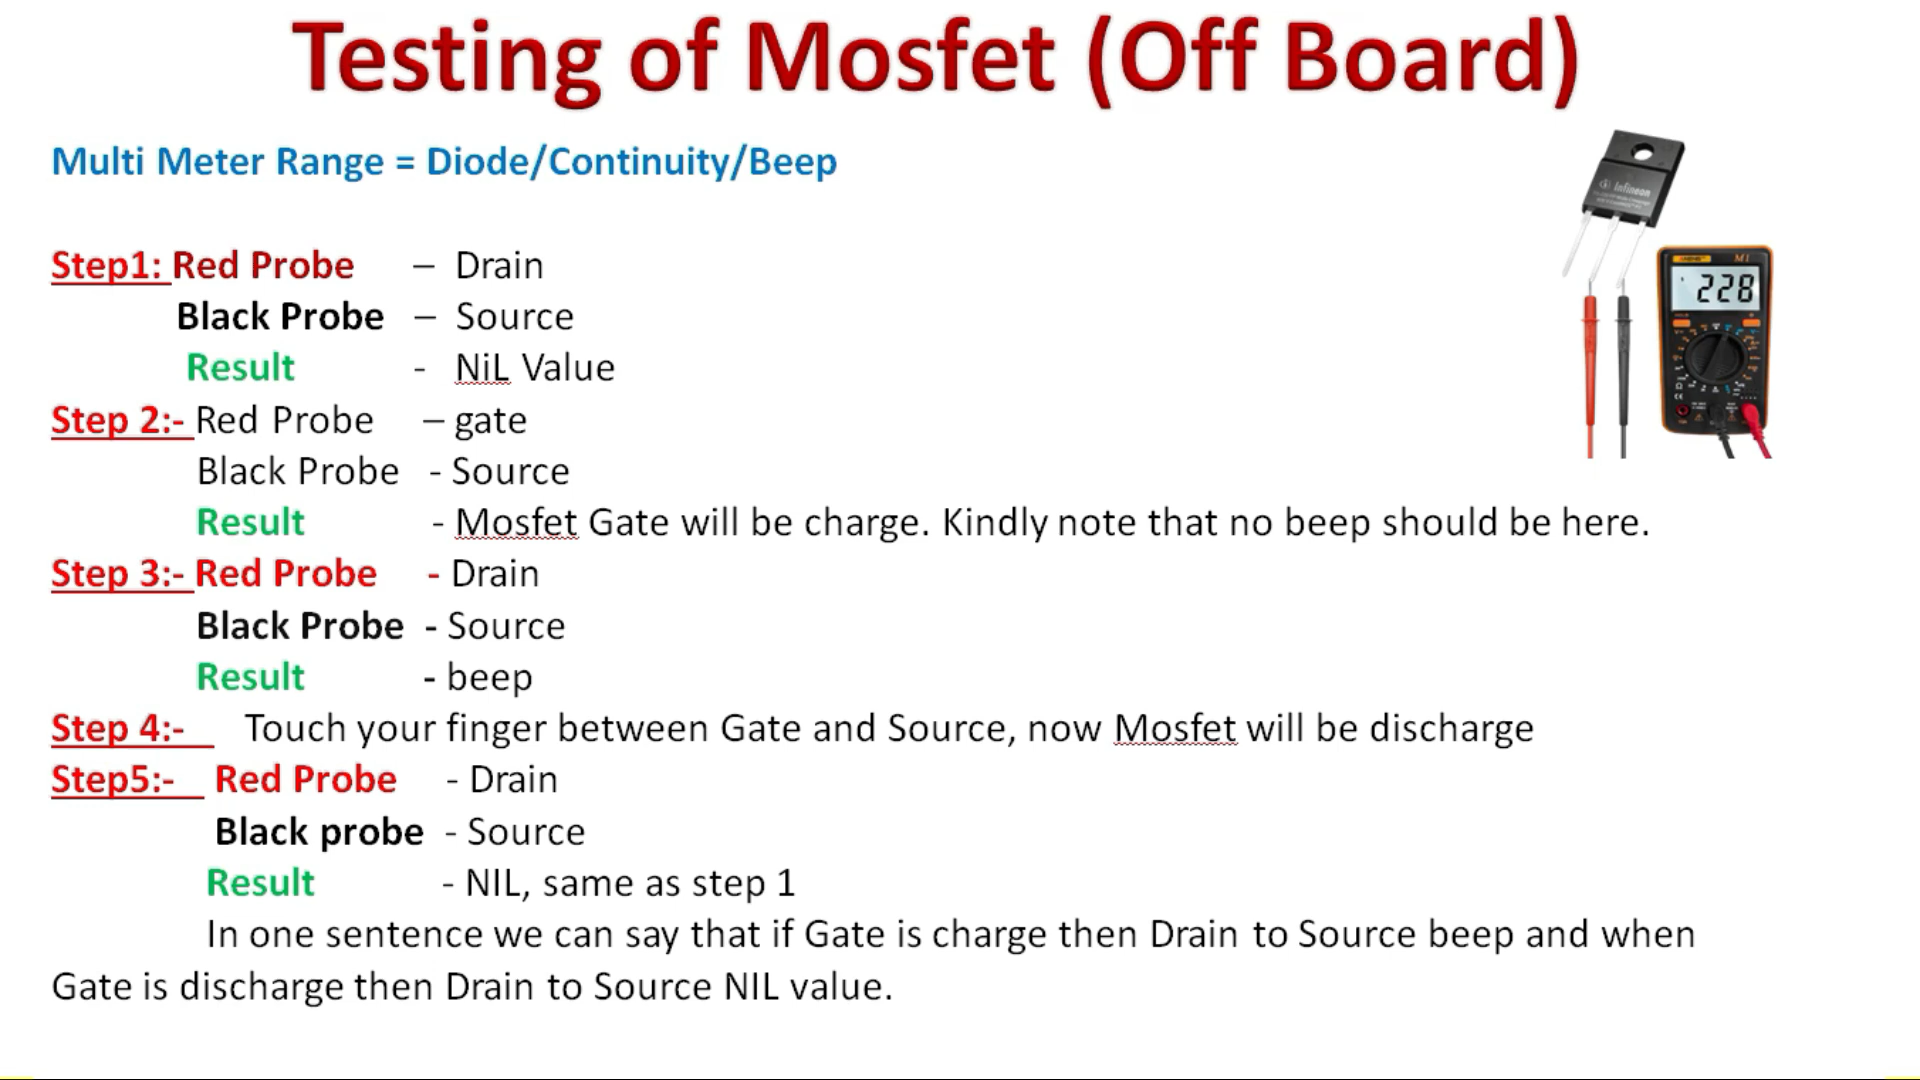 Testing of Mosfet (Off Board)
Multi Meter Range = Diode/Continuity/Beep
Step1: Red Probe – Drain
Black Probe – Source
Result - NiL Value
Step 2:- Red Probe – gate
Black Probe - Source
Result - Mosfet Gate will be charge. Kindly note that no beep should be here.
Step 3:- Red Probe - Drain
Black Probe - Source
Result - beep
Step 4:- Touch your finger between Gate and Source, now Mosfet will be discharge
Step5:- Red Probe - Drain
Black probe - Source
Result - NIL, same as step 1
In one sentence we can say that if Gate is charge then Drain to Source beep and when
Gate is discharge then Drain to Source NIL value.
infineon
M1
228